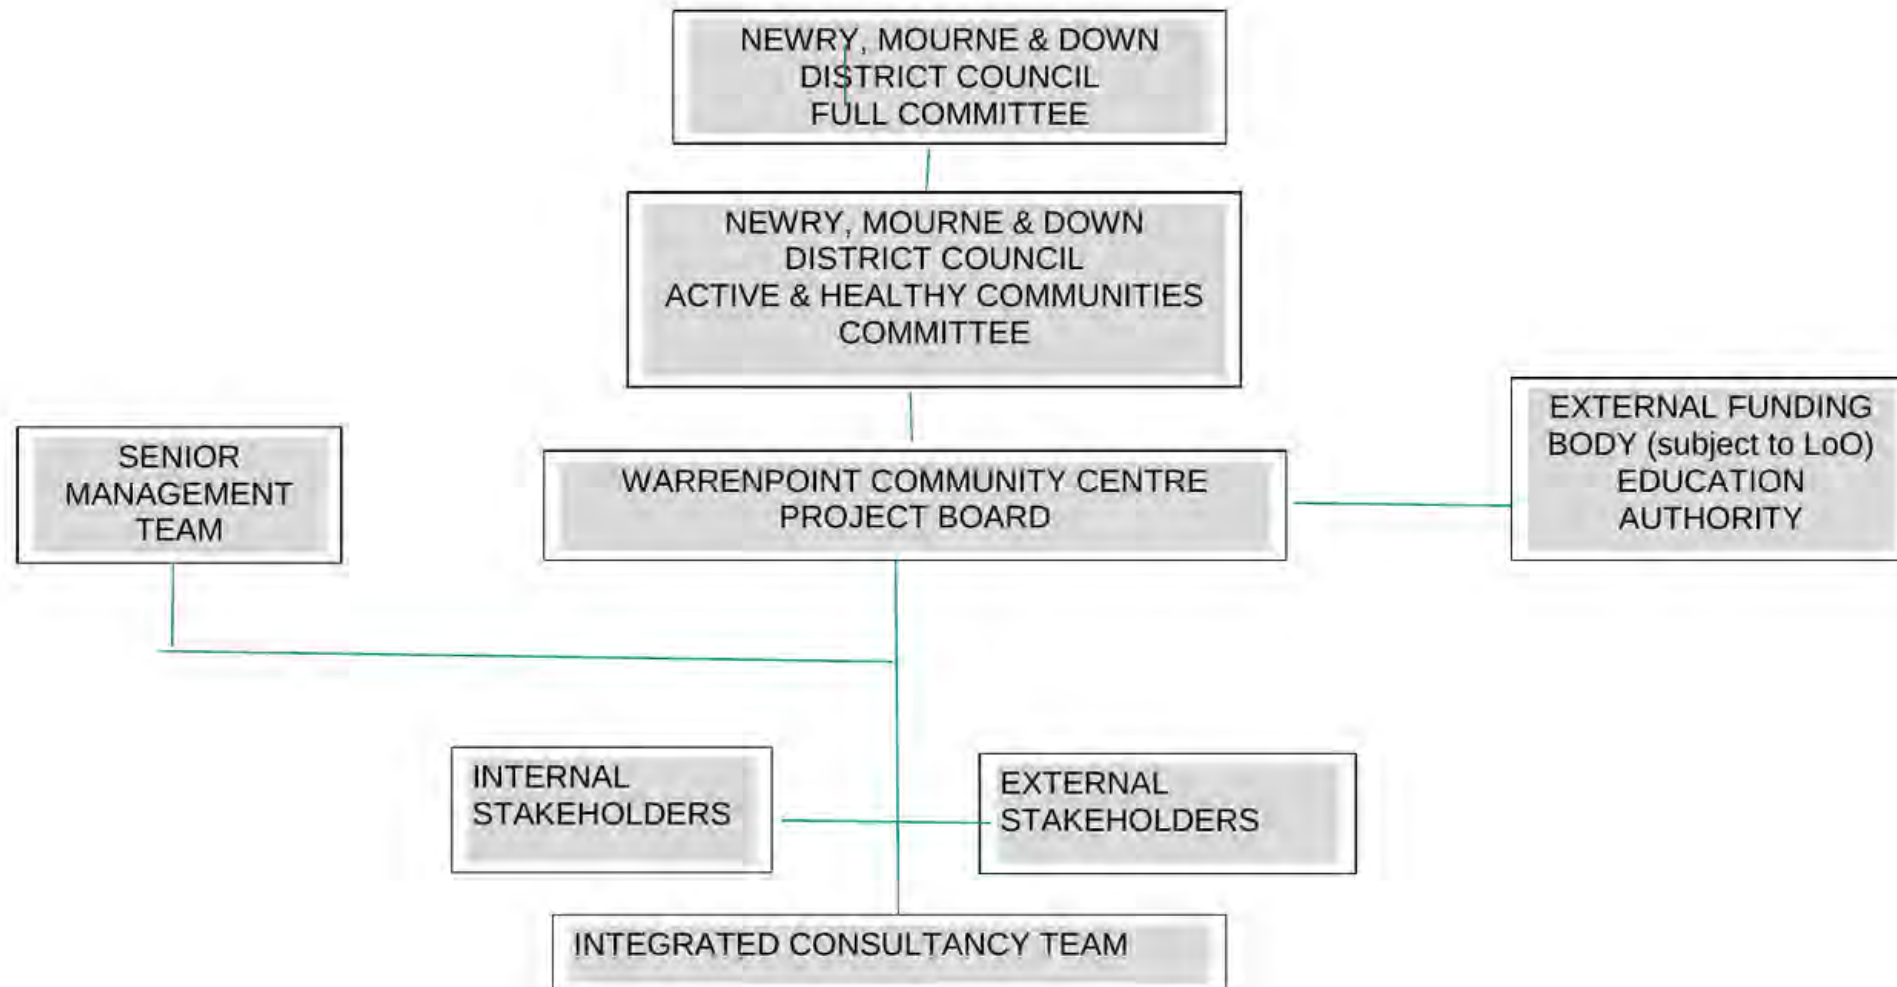 NEWRY, MOURNE & DOWN
DISTRICT COUNCIL
FULL COMMITTEE
NEWRY, MOURNE & DOWN
DISTRICT COUNCIL
ACTIVE & HEALTHY COMMUNITIES
COMMITTEE
SENIOR
MANAGEMENT
TEAM
WARRENPOINT COMMUNITY CENTRE
PROJECT BOARD
EXTERNAL FUNDING
BODY (subject to LoO)
EDUCATION
AUTHORITY
INTERNAL
STAKEHOLDERS
EXTERNAL
STAKEHOLDERS
INTEGRATED CONSULTANCY TEAM